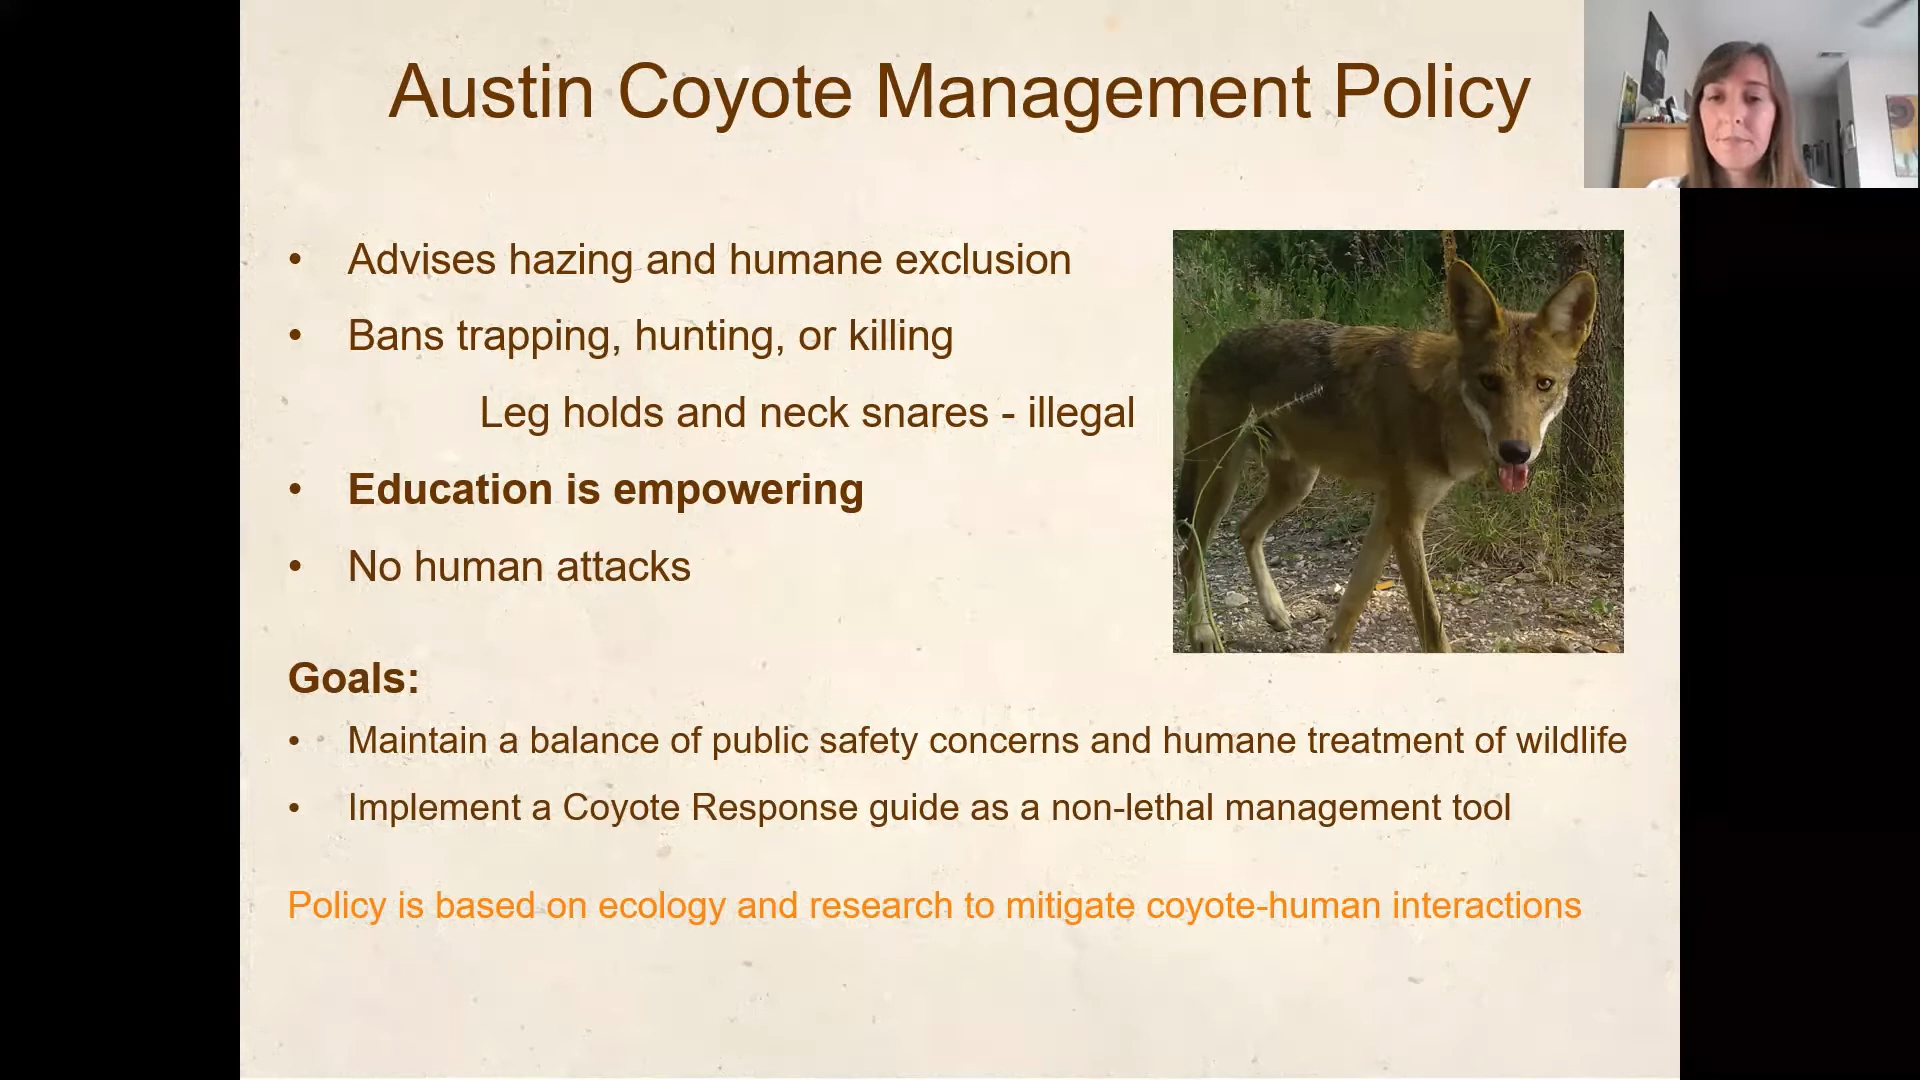 Austin Coyote Management Policy
• Advises hazing and humane exclusion
• Bans trapping, hunting, or killing
Leg holds and neck snares - illegal
• Education is empowering
• No human attacks
Goals:
• Maintain a balance of public safety concerns and humane treatment of wildlife
• Implement a Coyote Response guide as a non-lethal management tool
Policy is based on ecology and research to mitigate coyote-human interactions